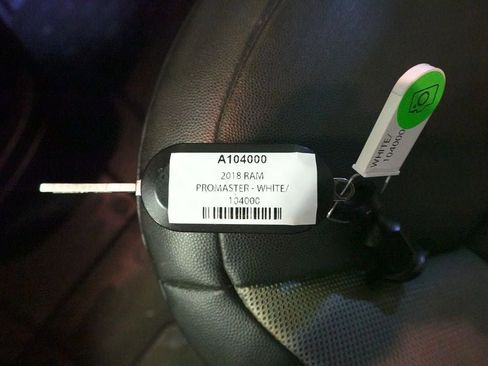 A104000
2018 RAM
PROMASTER - WHITE/
104000
WHITE/
104000